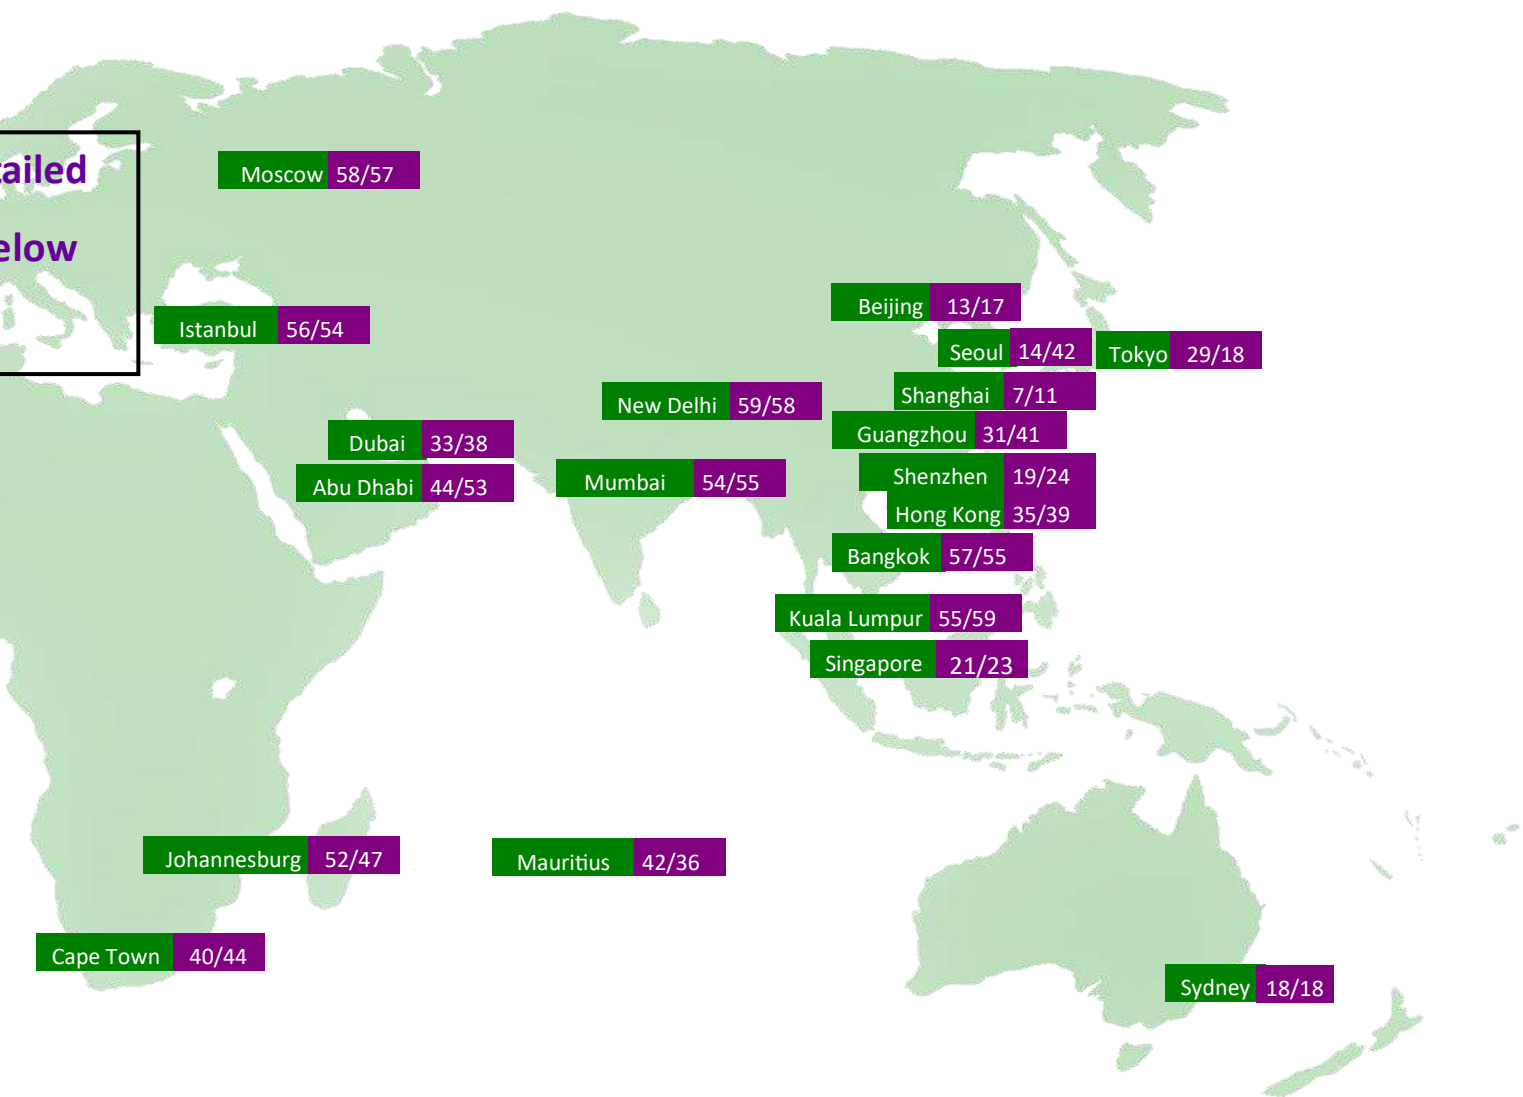 tailed
elow
Moscow 58/57
Istanbul 56/54
Beijing 13/17
Seoul 14/42
Tokyo 29/18
Shanghai 7/11
New Delhi 59/58
Guangzhou 31/41
Dubai 33/38
Shenzhen 19/24
Abu Dhabi 44/53
Mumbai 54/55
Hong Kong 35/39
Bangkok 57/55
Kuala Lumpur 55/59
Singapore 21/23
Johannesburg 52/47
Mauritius 42/36
Cape Town 40/44
Sydney 18/18